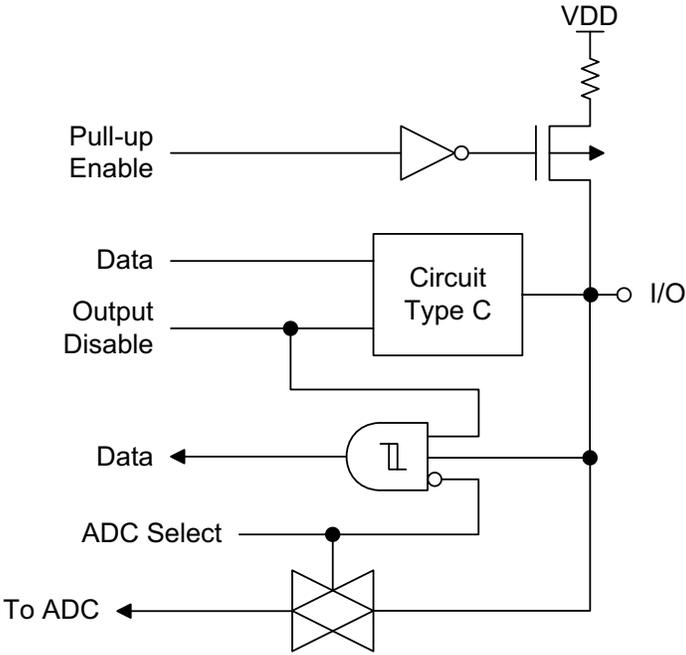 VDD
Pull-up
Enable
Data
Circuit
Type C
I/O
Output
Disable
Data
ADC Select
To ADC